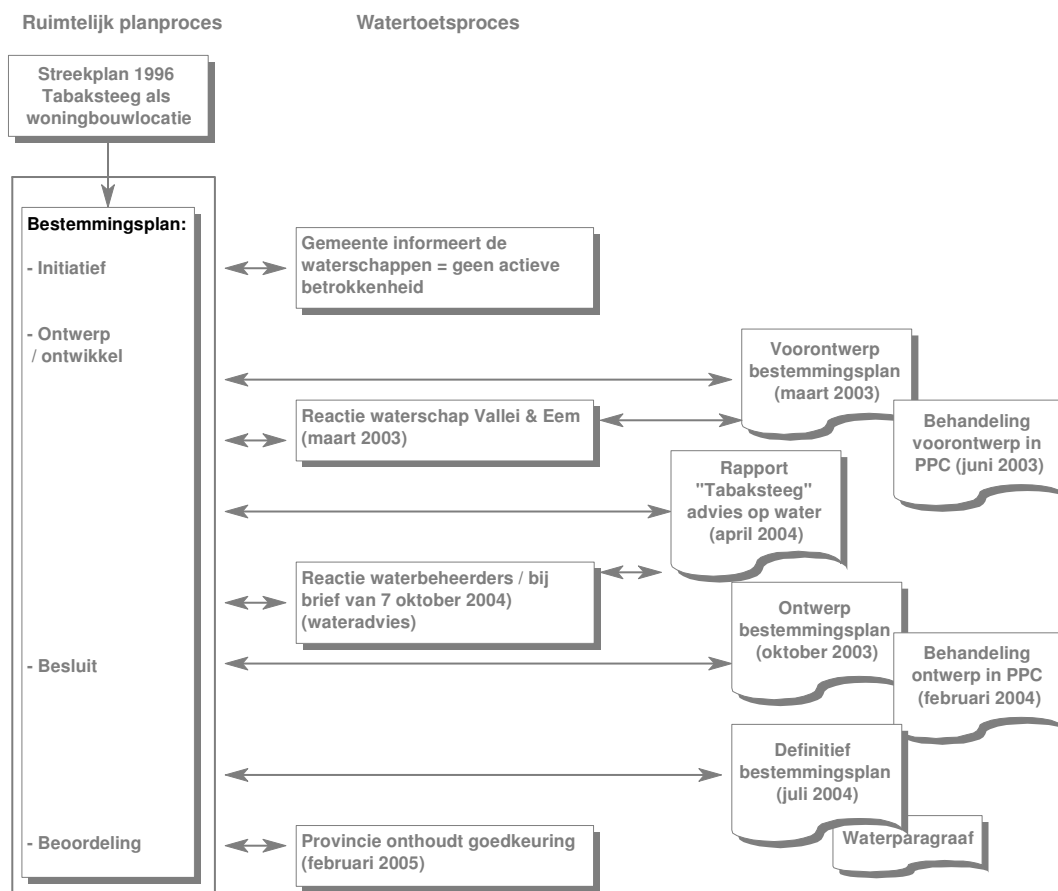 Ruimtelijk planproces
Watertoetsproces
Streekplan 1996
Tabaksteeg als
woningbouwlocatie
Bestemmingsplan:
- Initiatief
Gemeente informeert de
waterschappen = geen actieve
betrokkenheid
- Ontwerp
/ ontwikkel
Voorontwerp
bestemmingsplan
(maart 2003)
Reactie waterschap Vallei & Eem
(maart 2003)
Behandeling
voorontwerp in
PPC (juni 2003)
Rapport
"Tabaksteeg"
advies op water
(april 2004)
Reactie waterbeheerders / bij
brief van 7 oktober 2004)
(wateradvies)
Ontwerp
bestemmingsplan
(oktober 2003)
- Besluit
Behandeling
ontwerp in PPC
(februari 2004)
Definitief
bestemmingsplan
(juli 2004)
Waterparagraaf
- Beoordeling
Provincie onthoudt goedkeuring
(februari 2005)